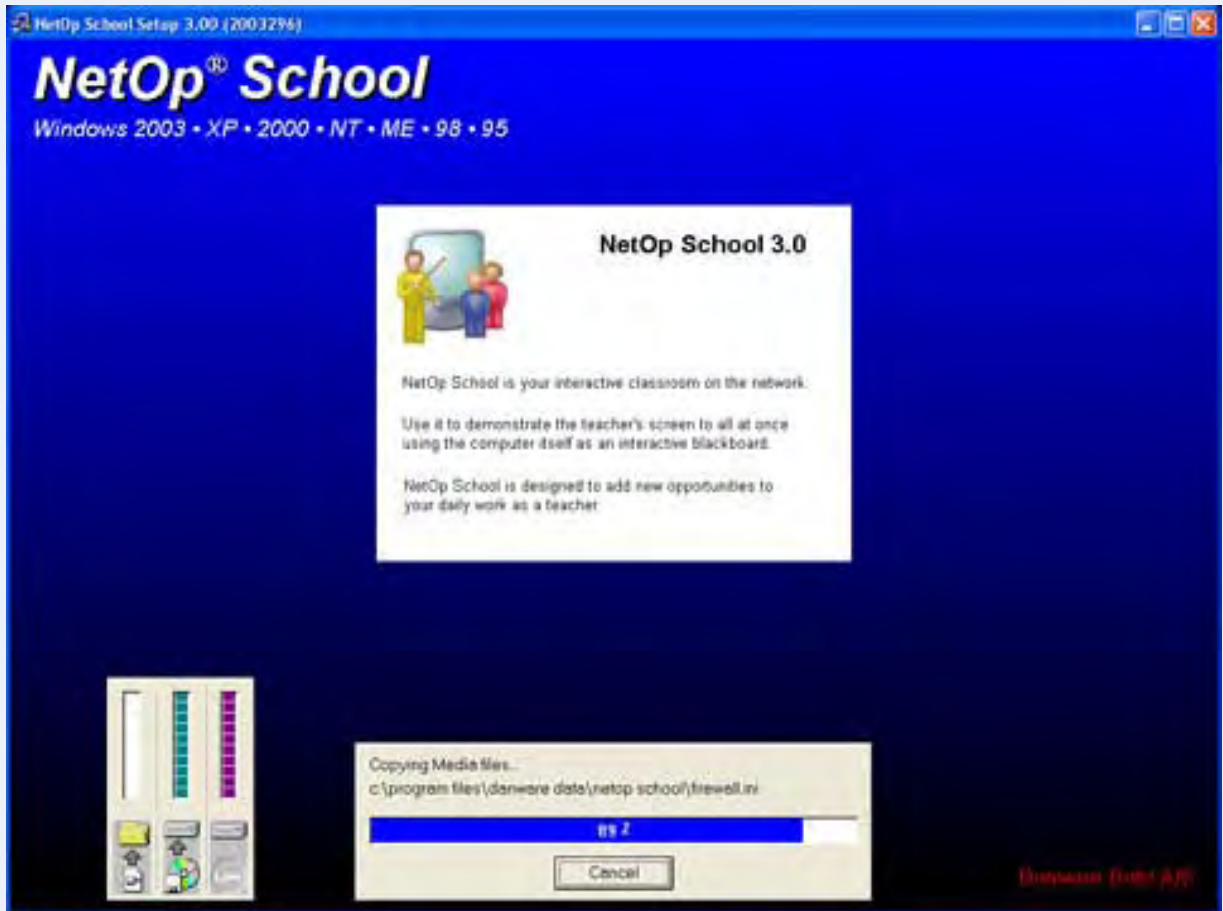 NetOp School Setup 3.00 (2003296)
NetOp® School
Windows 2003 • XP • 2000 • NT • ME • 98 • 95
NetOp School 3.0
NetOp School is your interactive classroom on the network.
Use it to demonstrate the teacher's screen to all at once
using the computer itself as an interactive blackboard.
NetOp School is designed to add new opportunities to
your daily work as a teacher
Copying Media files...
c:\program files\danware data\netop school\firewall.ini
Cancel
Danware Data A/S